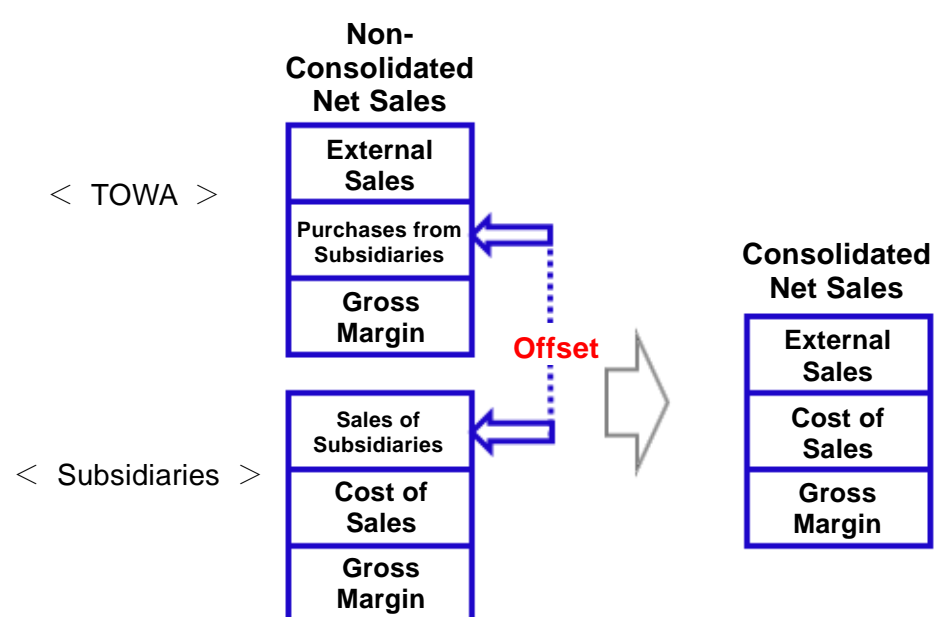 Non-
Consolidated
Net Sales
External
Sales
< TOWA >
Purchases from
Subsidiaries
Gross
Margin
Offset
Sales of
Subsidiaries
< Subsidiaries >
Cost of
Sales
Gross
Margin
Consolidated
Net Sales
External
Sales
Cost of
Sales
Gross
Margin